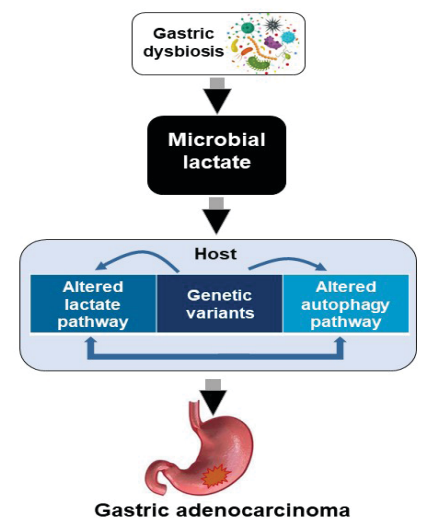 Gastric
dysbiosis
Microbial
lactate
Host
Altered
lactate
pathway
Genetic
variants
Altered
autophagy
pathway
Gastric adenocarcinoma